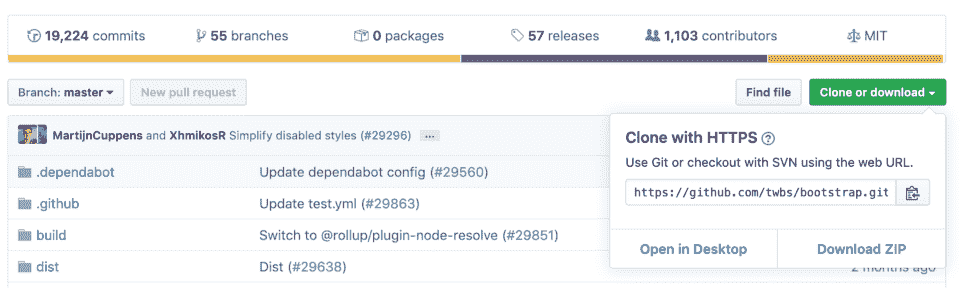 19,224 commits 55 branches 0 packages 57 releases 1,103 contributors MIT
Branch: master New pull request Find file Clone or download
MartijnCuppens and XhmikosR Simplify disabled styles (#29296) ...
Clone with HTTPS ?
Use Git or checkout with SVN using the web URL.
https://github.com/twbs/bootstrap.git
Open in Desktop Download ZIP
.dependabot Update dependabot config (#29560)
.github Update test.yml (#29863)
build Switch to @rollup/plugin-node-resolve (#29851)
dist Dist (#29638) 2 months ago